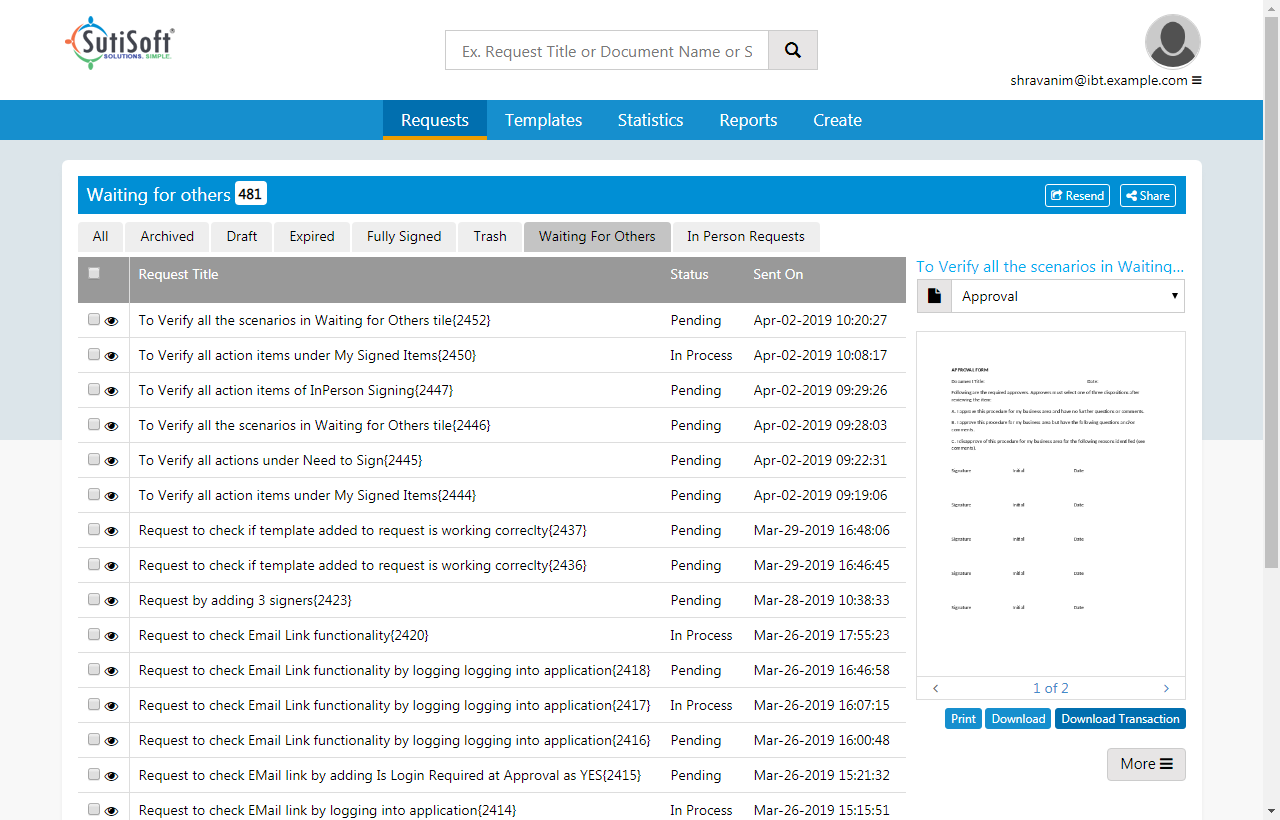 SutiSoft®
SOLUTIONS. SIMPLE.
Ex. Request Title or Document Name or S
shravanim@ibt.example.com
Requests Templates Statistics Reports Create
Waiting for others 481
Resend Share
All Archived Draft Expired Fully Signed Trash Waiting For Others In Person Requests
Request Title Status Sent On
To Verify all the scenarios in Waiting for Others tile{2452} Pending Apr-02-2019 10:20:27
To Verify all action items under My Signed Items{2450} In Process Apr-02-2019 10:08:17
To Verify all action items of InPerson Signing{2447} Pending Apr-02-2019 09:29:26
To Verify all the scenarios in Waiting for Others tile{2446} Pending Apr-02-2019 09:28:03
To Verify all actions under Need to Sign{2445} Pending Apr-02-2019 09:22:31
To Verify all action items under My Signed Items{2444} Pending Apr-02-2019 09:19:06
Request to check if template added to request is working correclty{2437} Pending Mar-29-2019 16:48:06
Request to check if template added to request is working correclty{2436} Pending Mar-29-2019 16:46:45
Request by adding 3 signers{2423} Pending Mar-28-2019 10:38:33
Request to check Email Link functionality{2420} In Process Mar-26-2019 17:55:23
Request to check Email Link functionality by logging logging into application{2418} Pending Mar-26-2019 16:46:58
Request to check Email Link functionality by logging logging into application{2417} In Process Mar-26-2019 16:07:15
Request to check Email Link functionality by logging logging into application{2416} Pending Mar-26-2019 16:00:48
Request to check EMail link by adding Is Login Required at Approval as YES{2415} Pending Mar-26-2019 15:21:32
Request to check EMail link by logging into application{2414} In Process Mar-26-2019 15:15:51
To Verify all the scenarios in Waiting...
Approval
APPROVAL FORM
Document Title: Date:
Following are the required approvers. Approvers must select one of three dispositions after
reviewing the item:
A. I approve this procedure for my business area and have no further questions or comments.
B. I approve this procedure for my business area but have the following questions and/or
comments.
C. I disapprove of this procedure for my business area for the following reasons identified (see
comments).
Signature Initial Date
Signature Initial Date
Signature Initial Date
Signature Initial Date
Signature Initial Date
1 of 2
Print Download Download Transaction
More